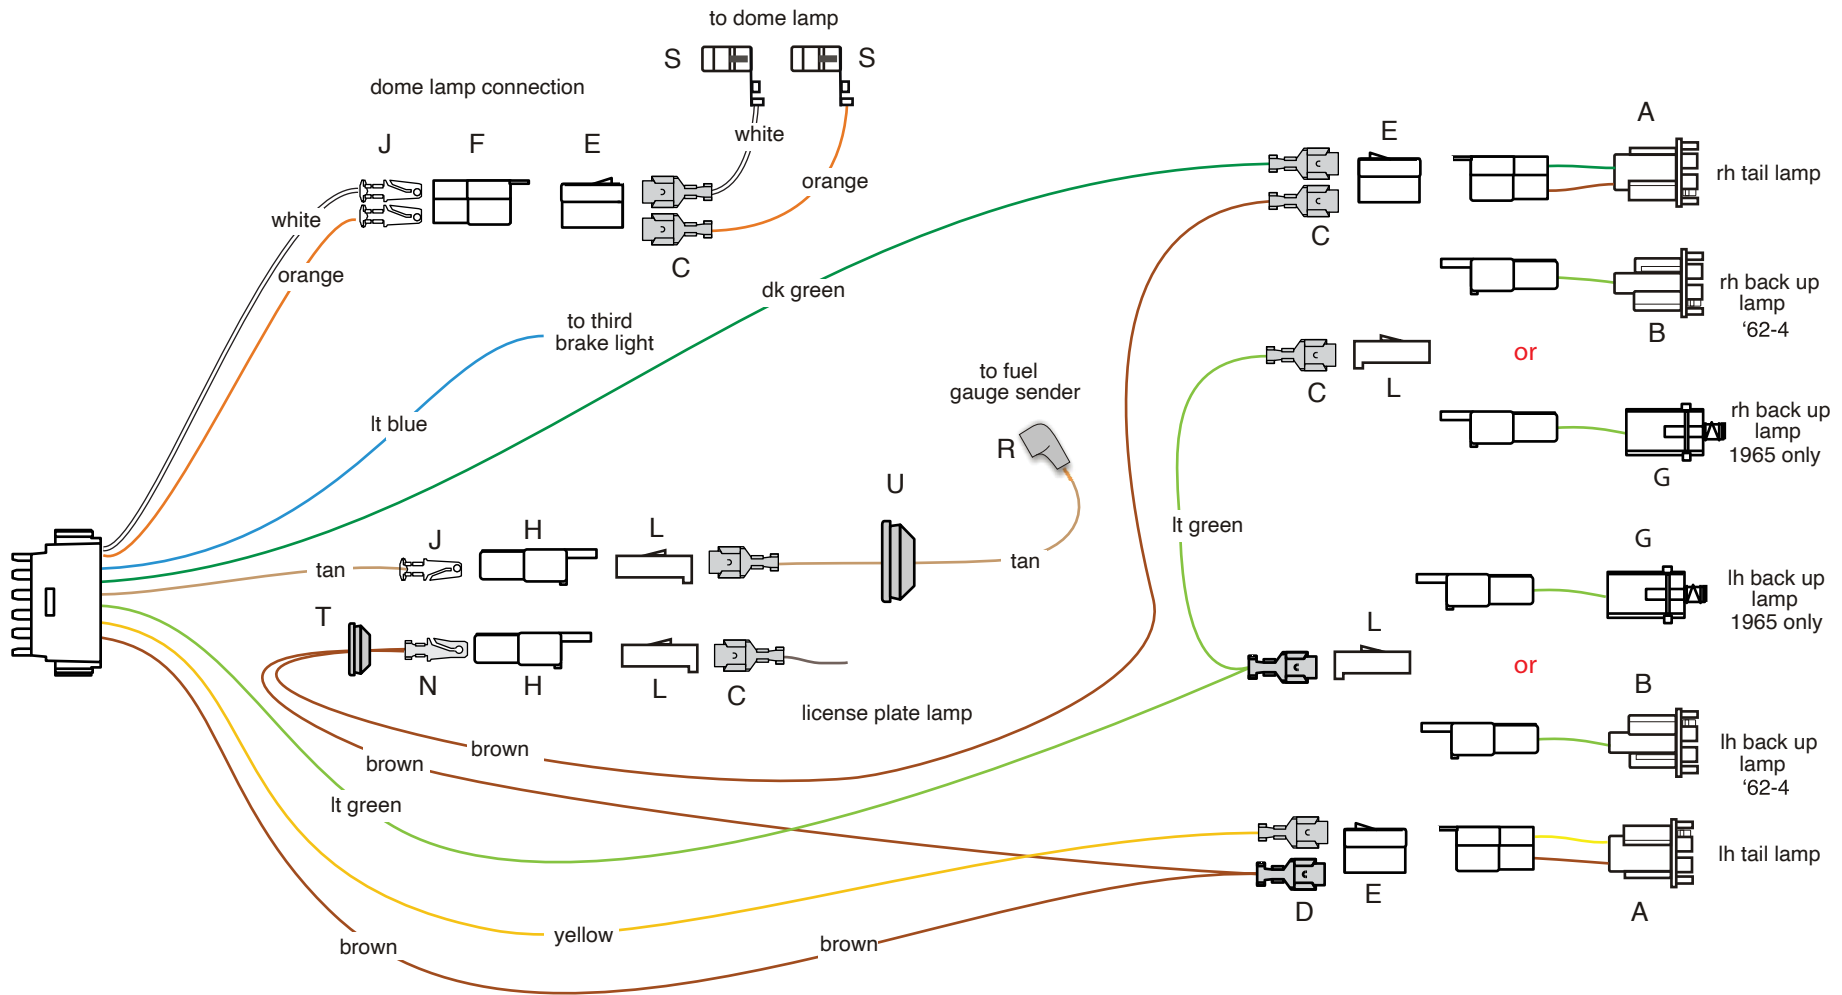 to dome lamp
S
S
dome lamp connection
white
J
F
E
orange
white
orange
C
A
E
rh tail lamp
C
dk green
rh back up
lamp
‘62-4
B
to third
brake light
or
C
L
to fuel
gauge sender
lt blue
R
rh back up
lamp
1965 only
G
U
lt green
J
H
L
tan
tan
G
lh back up
lamp
1965 only
T
N
H
L
C
L
or
license plate lamp
B
brown
brown
lh back up
lamp
‘62-4
lt green
lh tail lamp
E
D
A
yellow
brown
brown